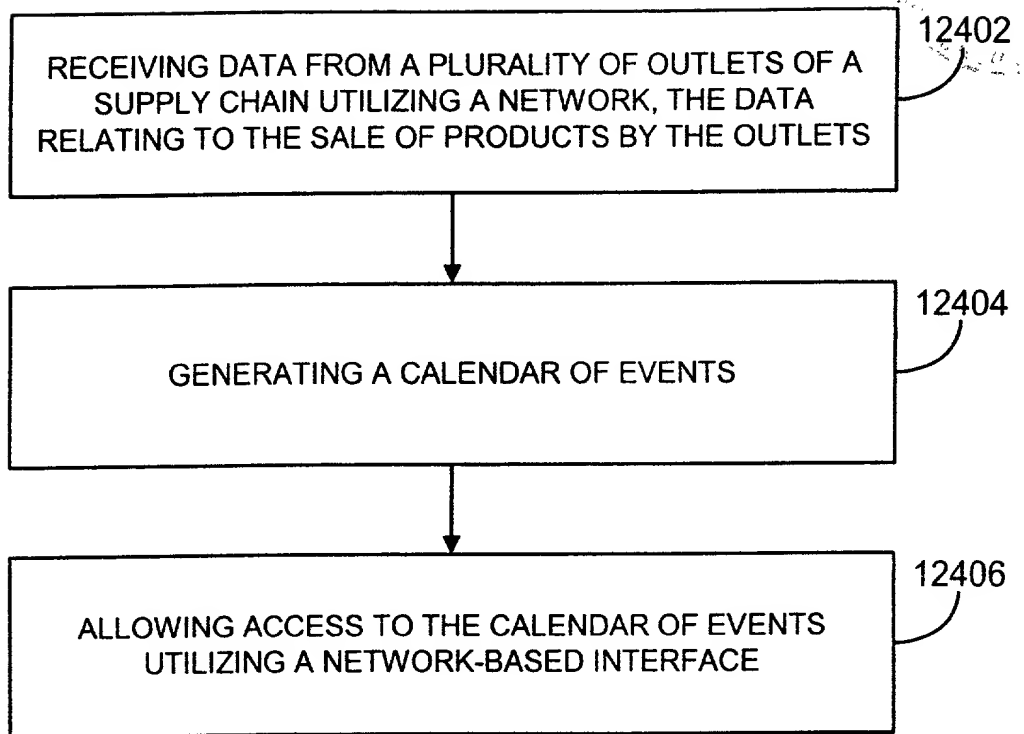 12402
RECEIVING DATA FROM A PLURALITY OF OUTLETS OF A
SUPPLY CHAIN UTILIZING A NETWORK, THE DATA
RELATING TO THE SALE OF PRODUCTS BY THE OUTLETS
12404
GENERATING A CALENDAR OF EVENTS
12406
ALLOWING ACCESS TO THE CALENDAR OF EVENTS
UTILIZING A NETWORK-BASED INTERFACE